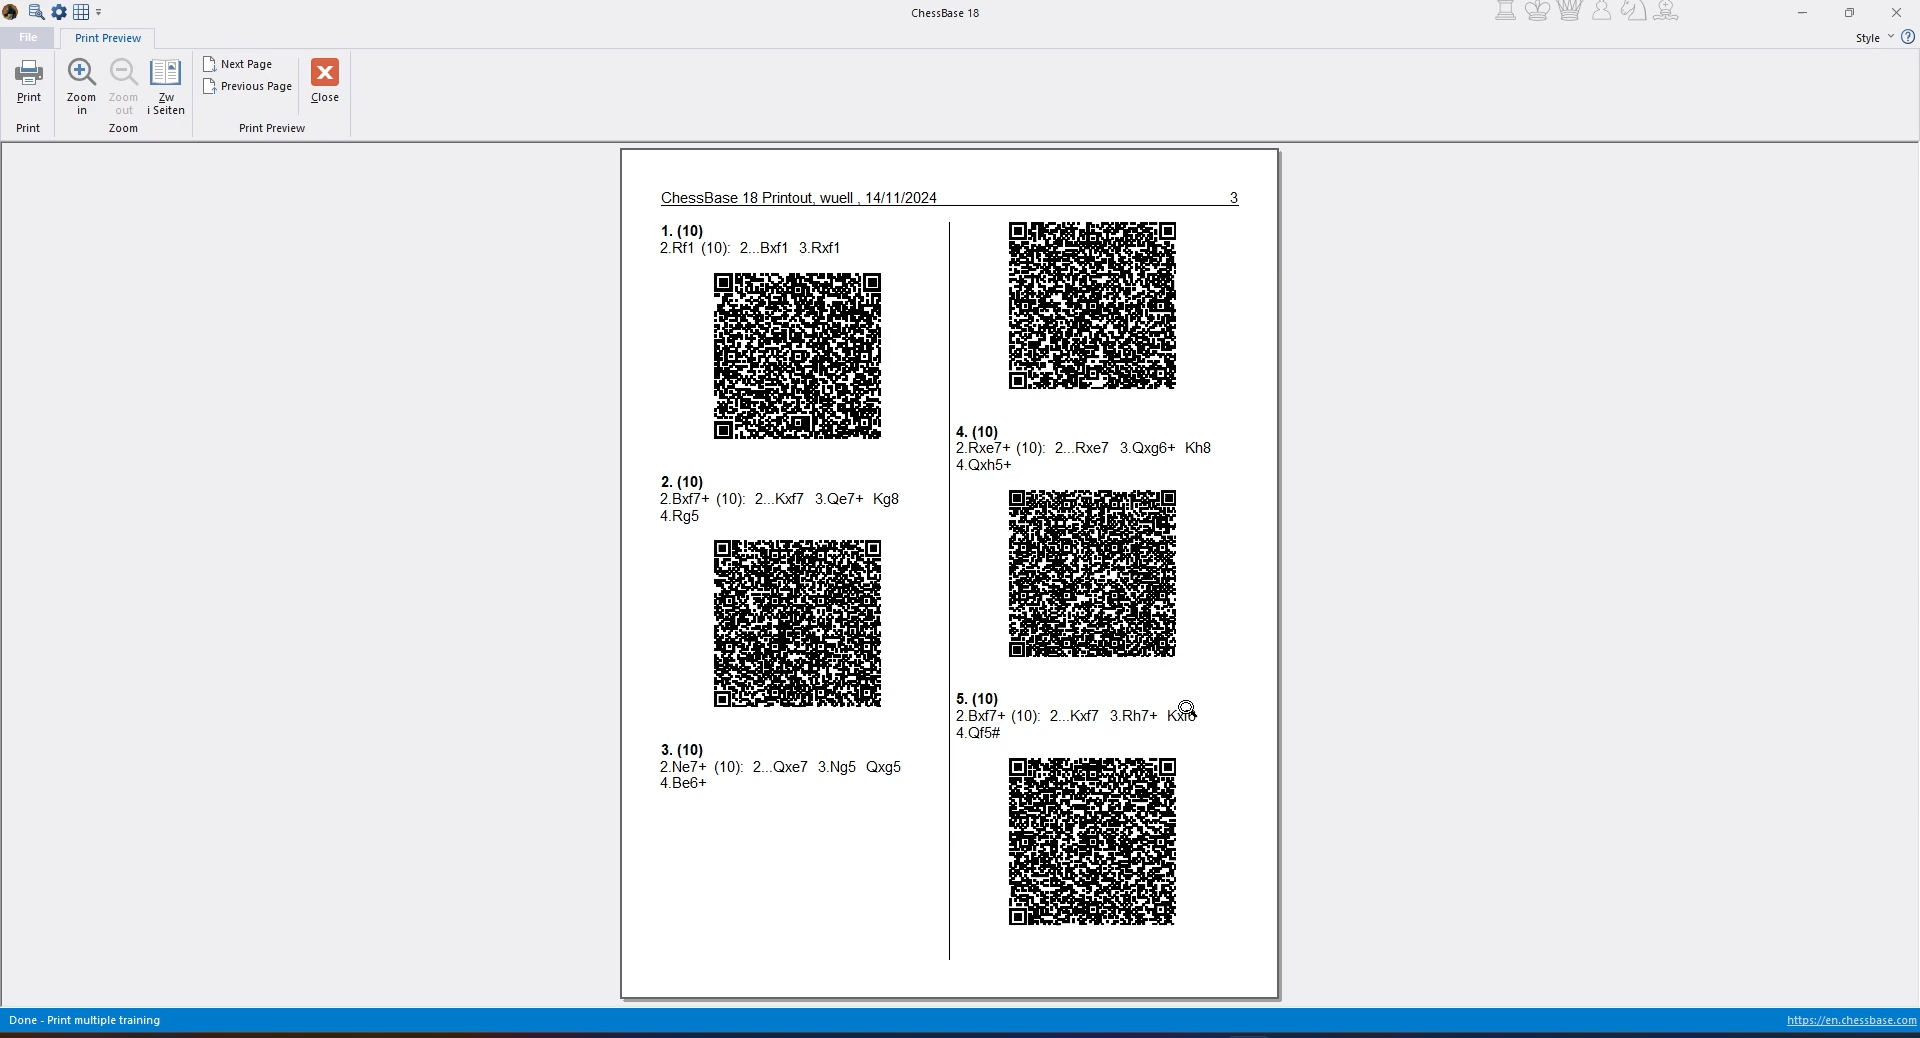 ChessBase 18
File
Print Preview
Style
Print
Zoom
in
Zoom
out
Zw
i Seiten
Next Page
Previous Page
Close
Print
Zoom
Print Preview
ChessBase 18 Printout, wuell , 14/11/2024 3
1. (10)
2.Rf1 (10): 2...Bxf1 3.Rxf1
2. (10)
2.Bxf7+ (10): 2...Kxf7 3.Qe7+ Kg8
4.Rg5
3. (10)
2.Ne7+ (10): 2...Qxe7 3.Ng5 Qxg5
4.Be6+
4. (10)
2.Rxe7+ (10): 2...Rxe7 3.Qxg6+ Kh8
4.Qxh5+
5. (10)
2.Bxf7+ (10): 2...Kxf7 3.Rh7+ Kxf6
4.Qf5#
Done - Print multiple training
https://en.chessbase.com